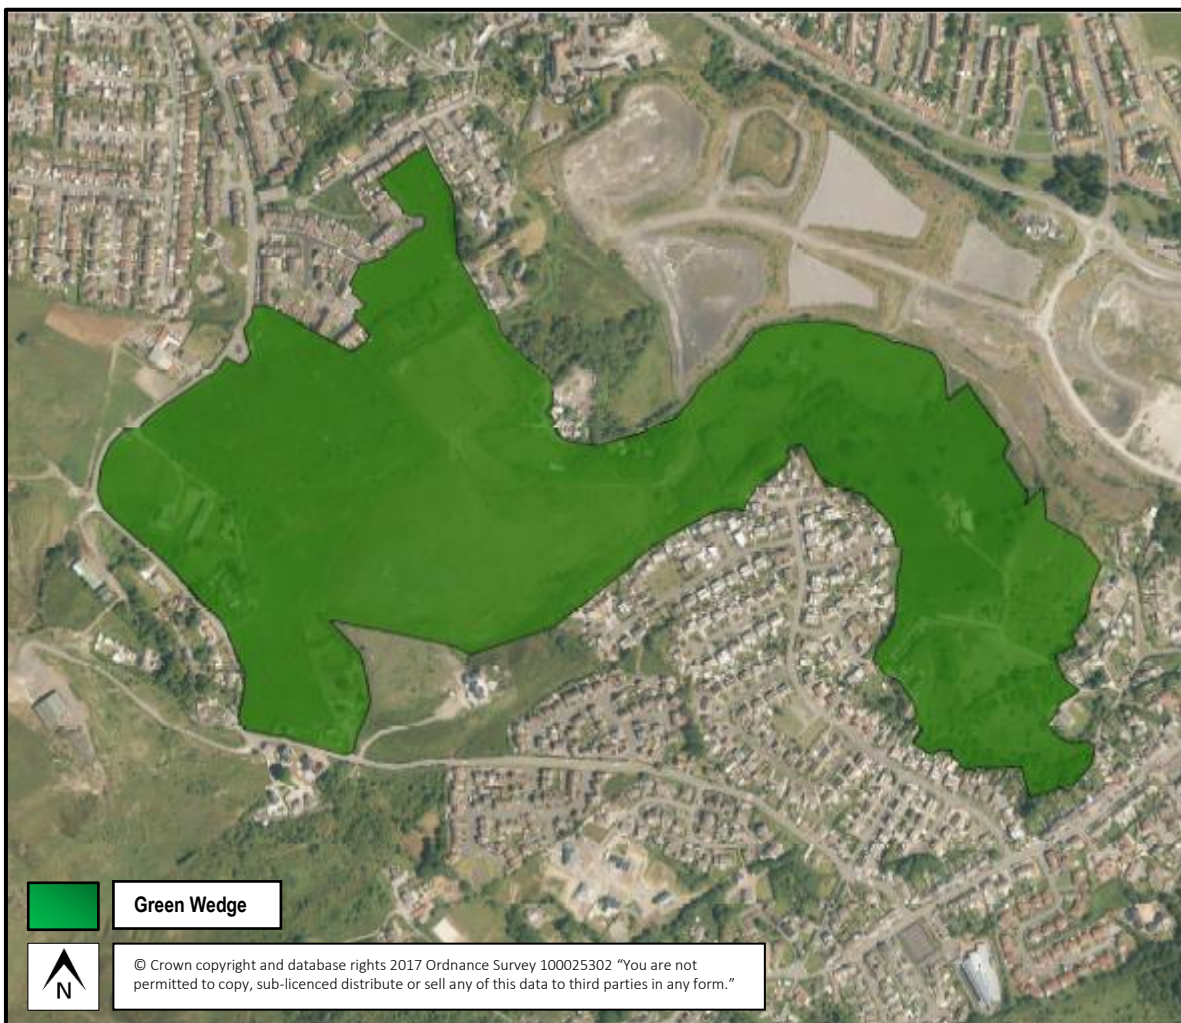 Green Wedge
N
© Crown copyright and database rights 2017 Ordnance Survey 100025302 “You are not
permitted to copy, sub-licenced distribute or sell any of this data to third parties in any form.”